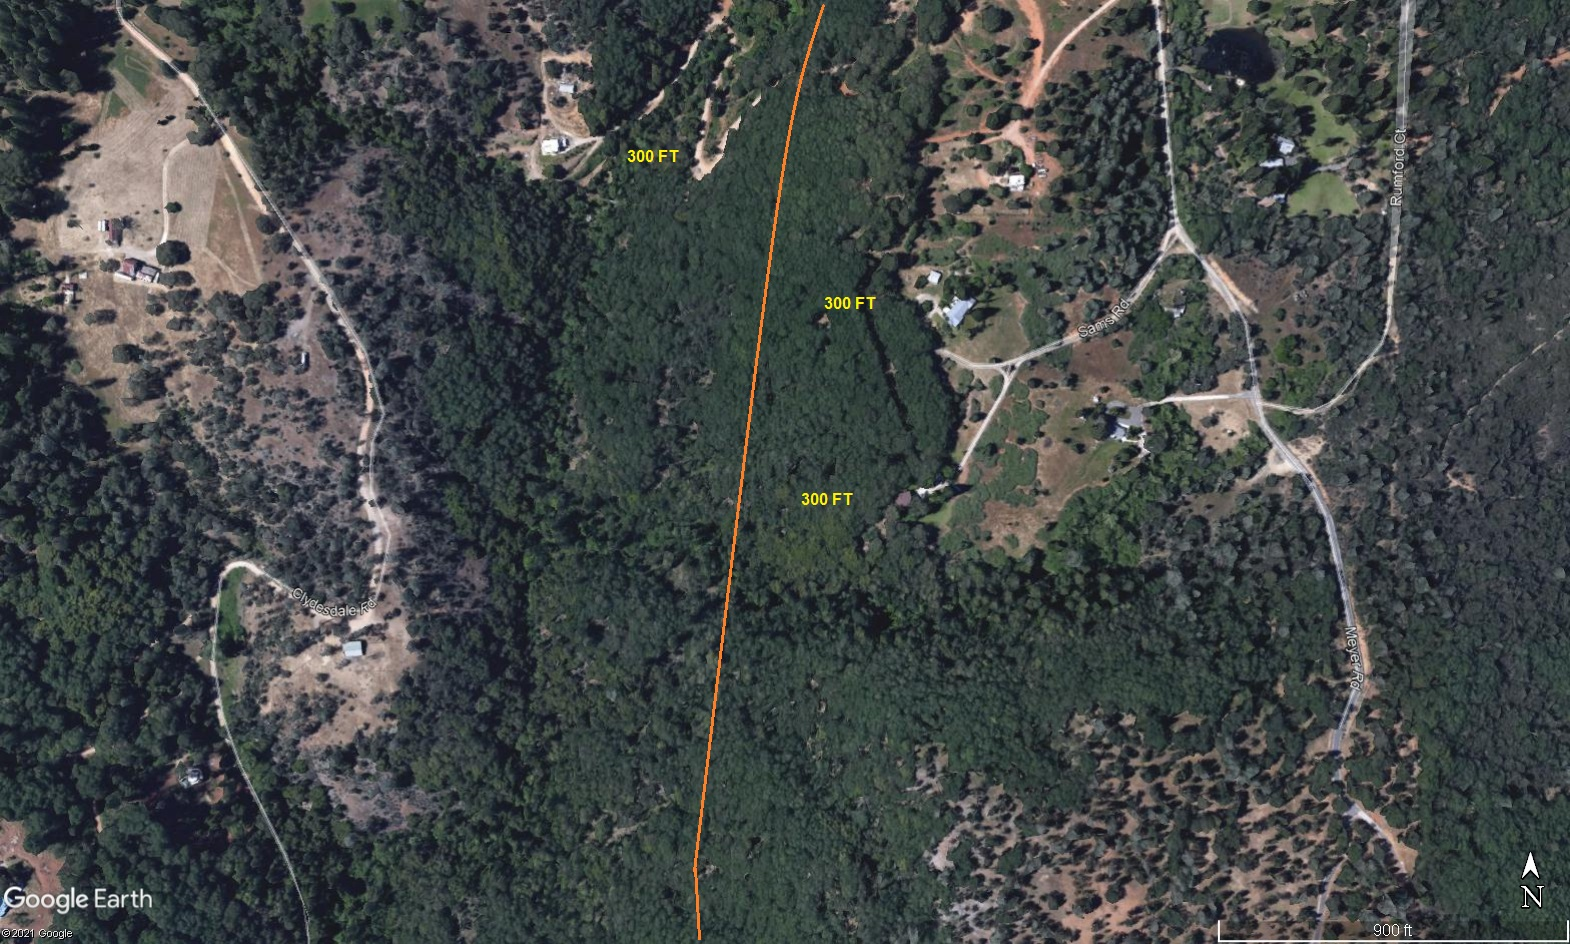 300 FT
Rumford Ct
300 FT
Sams Rd
300 FT
Clydesdale Rd
Meyer Rd
Google Earth
N
900 ft
©2021 Google